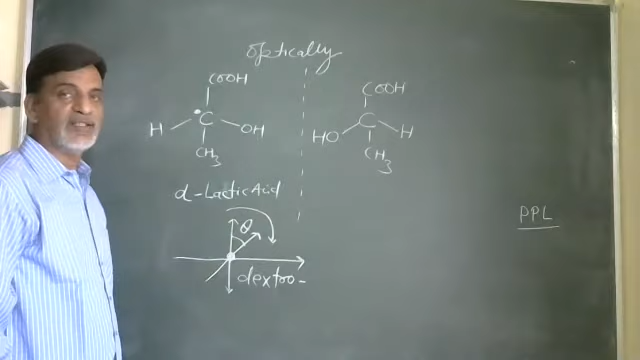 optically
COOH
*C
H
OH
CH3
d-Lactic Acid
θ
dextro-
COOH
C
HO
H
CH3
PPL